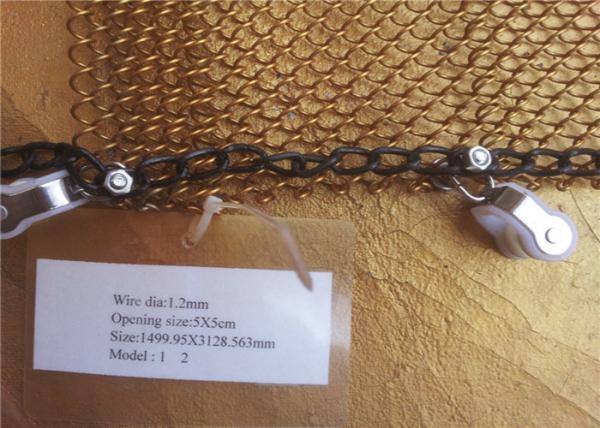 Wire dia:1.2mm
Opening size:5X5cm
Size:1499.95X3128.563mm
Model : 1 2